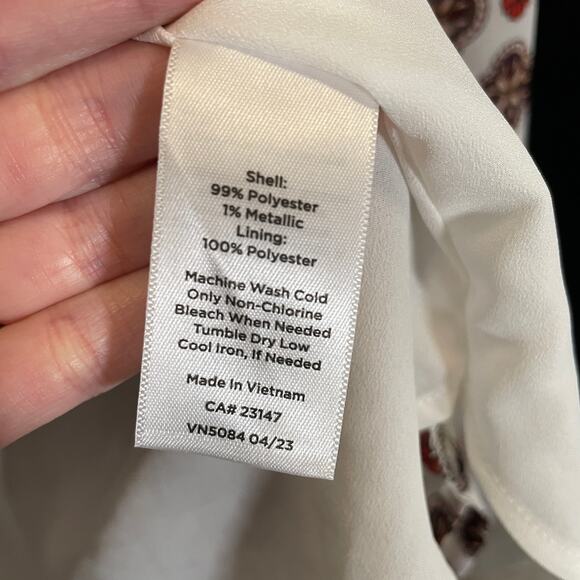 Shell:
99% Polyester
1% Metallic
Lining:
100% Polyester
Machine Wash Cold
Only Non-Chlorine
Bleach When Needed
Tumble Dry Low
Cool Iron, If Needed
Made In Vietnam
CA# 23147
VN5084 04/23